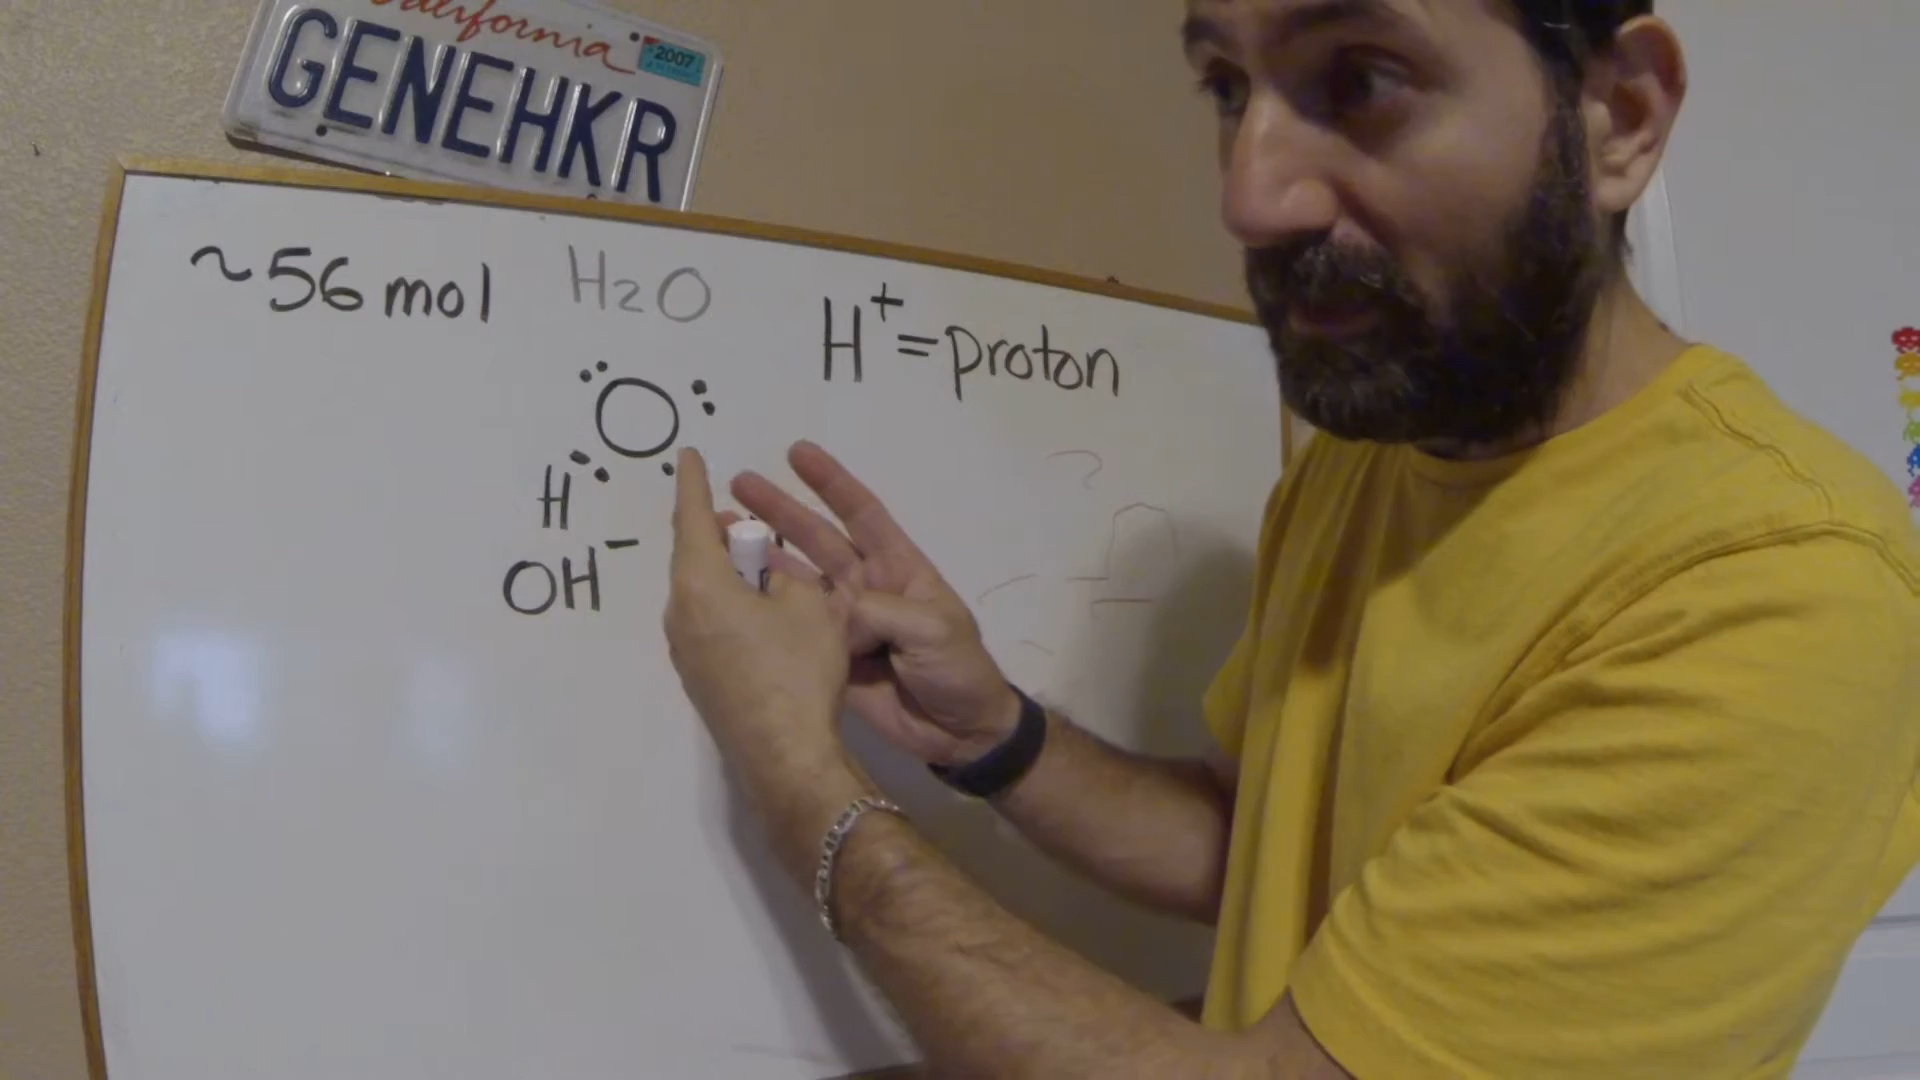 California
2007
GENEHKR
~56 mol H2O
H⁺=proton
O
H
OH⁻